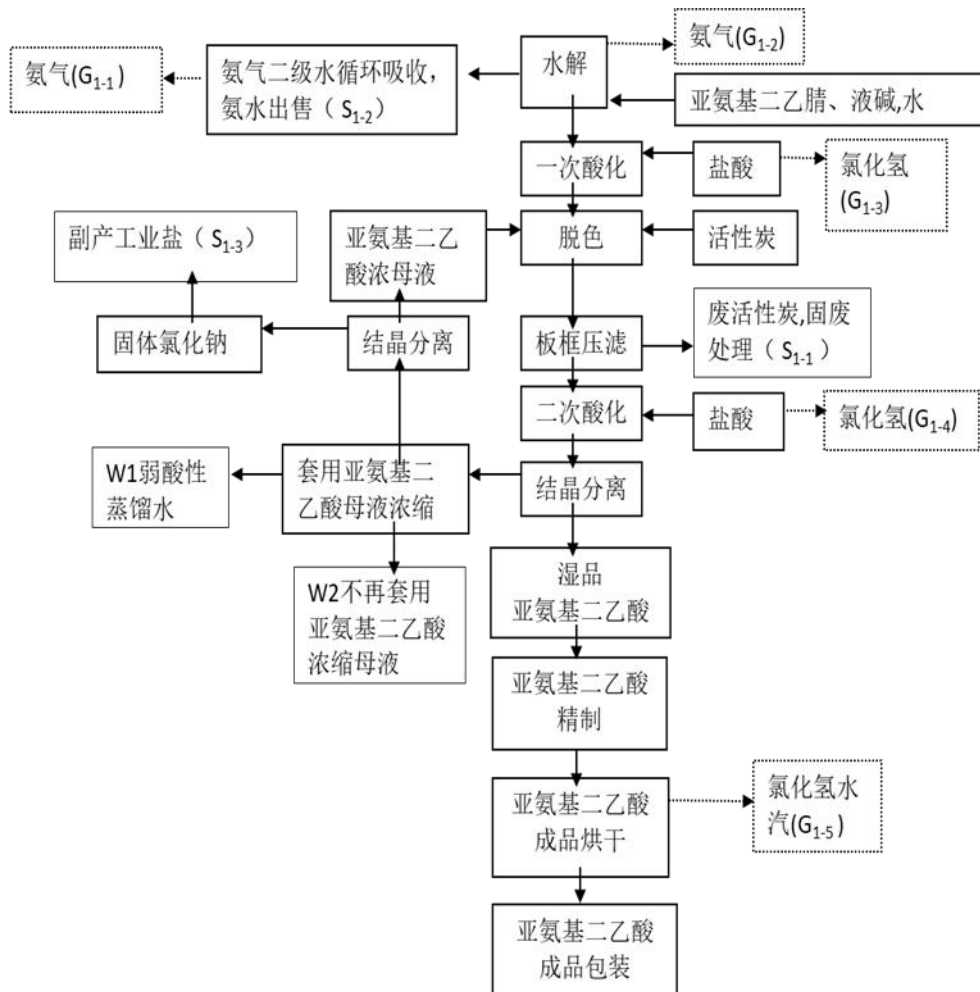 氨气(G1-1)
氨气二级水循环吸收,
氨水出售（ S1-2）
水解
氨气(G1-2)
亚氨基二乙腈、液碱,水
一次酸化
盐酸
氯化氢
(G1-3)
副产工业盐（ S1-3）
亚氨基二乙
酸浓母液
脱色
活性炭
固体氯化钠
结晶分离
板框压滤
废活性炭,固废
处理（ S1-1）
二次酸化
盐酸
氯化氢(G1-4)
W1弱酸性
蒸馏水
套用亚氨基二
乙酸母液浓缩
结晶分离
W2不再套用
亚氨基二乙酸
浓缩母液
湿品
亚氨基二乙酸
亚氨基二乙酸
精制
亚氨基二乙酸
成品烘干
氯化氢水
汽(G1-5)
亚氨基二乙酸
成品包装